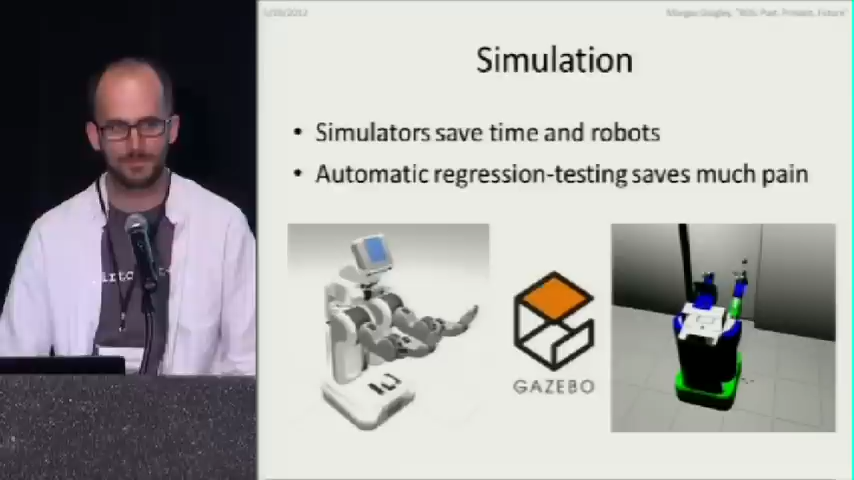 Simulation
• Simulators save time and robots
• Automatic regression-testing saves much pain
GAZEBO